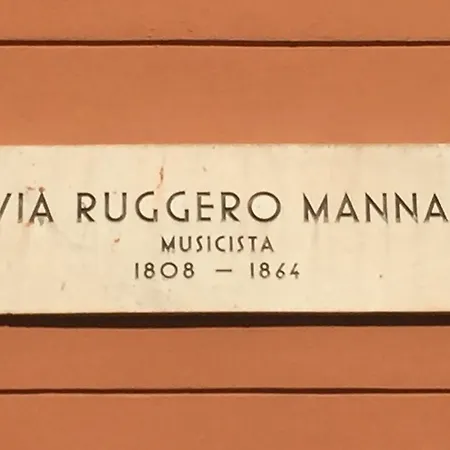 VIA RUGGERO MANNA
MUSICISTA
1808 — 1864